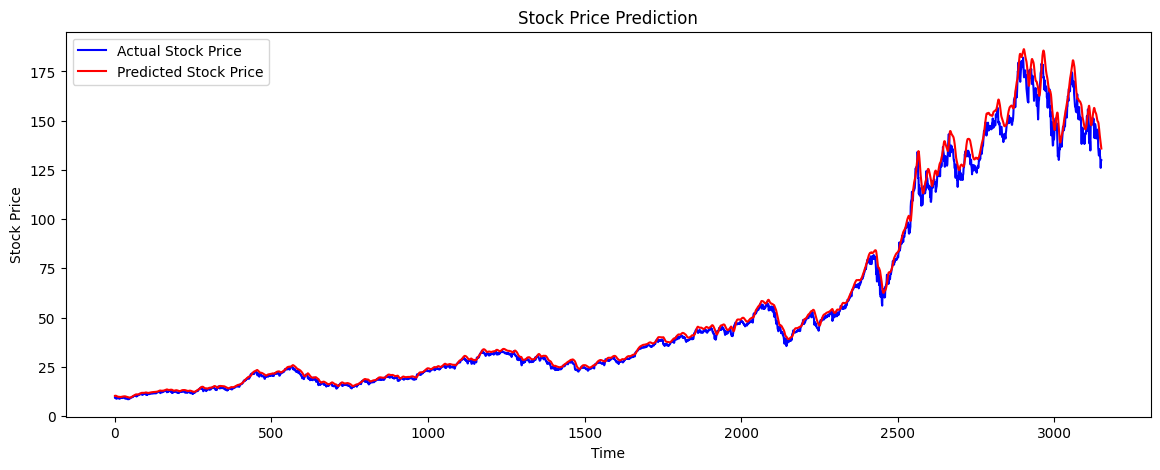 Stock Price Prediction
Actual Stock Price
Predicted Stock Price
175
150
125
100
75
50
25
0
Stock Price
0 500 1000 1500 2000 2500 3000
Time